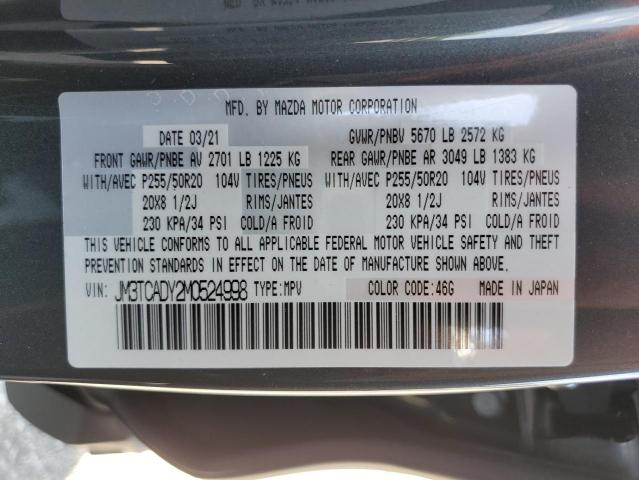 MFD. BY MAZDA MOTOR CORPORATION
DATE 03/21 GVWR/PNBV 5670 LB 2572 KG
FRONT GAWR/PNBE AV 2701 LB 1225 KG REAR GAWR/PNBE AR 3049 LB 1383 KG
WITH/AVEC P255/50R20 104V TIRES/PNEUS WITH/AVEC P255/50R20 104V TIRES/PNEUS
20X8 1/2J RIMS/JANTES 20X8 1/2J RIMS/JANTES
230 KPA/34 PSI COLD/A FROID 230 KPA/34 PSI COLD/A FROID
THIS VEHICLE CONFORMS TO ALL APPLICABLE FEDERAL MOTOR VEHICLE SAFETY AND THEFT
PREVENTION STANDARDS IN EFFECT ON THE DATE OF MANUFACTURE SHOWN ABOVE.
VIN: JM3TCADY2M0524998 TYPE:MPV COLOR CODE:46G MADE IN JAPAN